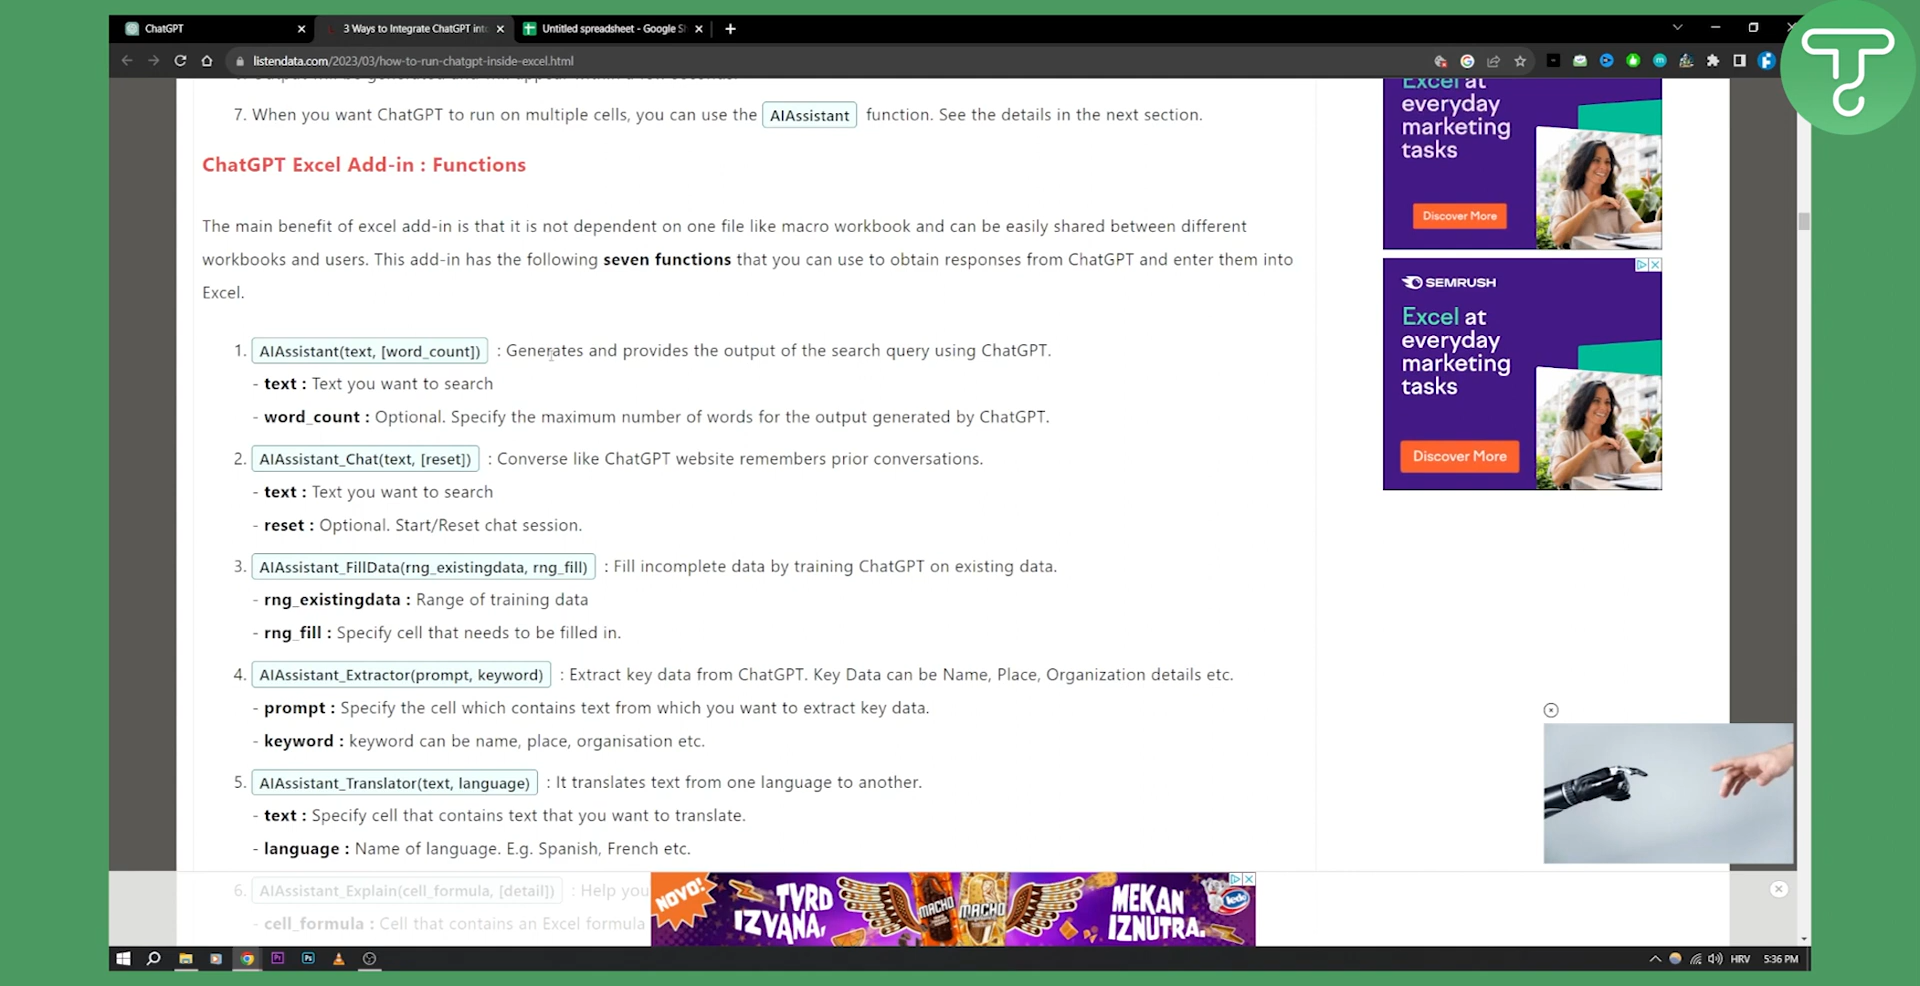 ChatGPT
3 Ways to Integrate ChatGPT int
Untitled spreadsheet - Google S
listendata.com/2023/03/how-to-run-chatgpt-inside-excel.html
7. When you want ChatGPT to run on multiple cells, you can use the AIAssistant function. See the details in the next section.
ChatGPT Excel Add-in : Functions
The main benefit of excel add-in is that it is not dependent on one file like macro workbook and can be easily shared between different
workbooks and users. This add-in has the following seven functions that you can use to obtain responses from ChatGPT and enter them into
Excel.
1. AIAssistant(text, [word_count]) : Generates and provides the output of the search query using ChatGPT.
- text : Text you want to search
- word_count : Optional. Specify the maximum number of words for the output generated by ChatGPT.
2. AIAssistant_Chat(text, [reset]) : Converse like ChatGPT website remembers prior conversations.
- text : Text you want to search
- reset : Optional. Start/Reset chat session.
3. AIAssistant_FillData(rng_existingdata, rng_fill) : Fill incomplete data by training ChatGPT on existing data.
- rng_existingdata : Range of training data
- rng_fill : Specify cell that needs to be filled in.
4. AIAssistant_Extractor(prompt, keyword) : Extract key data from ChatGPT. Key Data can be Name, Place, Organization details etc.
- prompt : Specify the cell which contains text from which you want to extract key data.
- keyword : keyword can be name, place, organisation etc.
5. AIAssistant_Translator(text, language) : It translates text from one language to another.
- text : Specify cell that contains text that you want to translate.
- language : Name of language. E.g. Spanish, French etc.
6. AIAssistant_Explain(cell_formula, [detail]) : Help you
- cell_formula : Cell that contains an Excel formula
Excel at
everyday
marketing
tasks
Discover More
SEMRUSH
Excel at
everyday
marketing
tasks
Discover More
NOVO!
TVRD
IZVANA,
MACHO
MACHO
MEKAN
IZNUTRA.
Ledo
HRV
5:36 PM